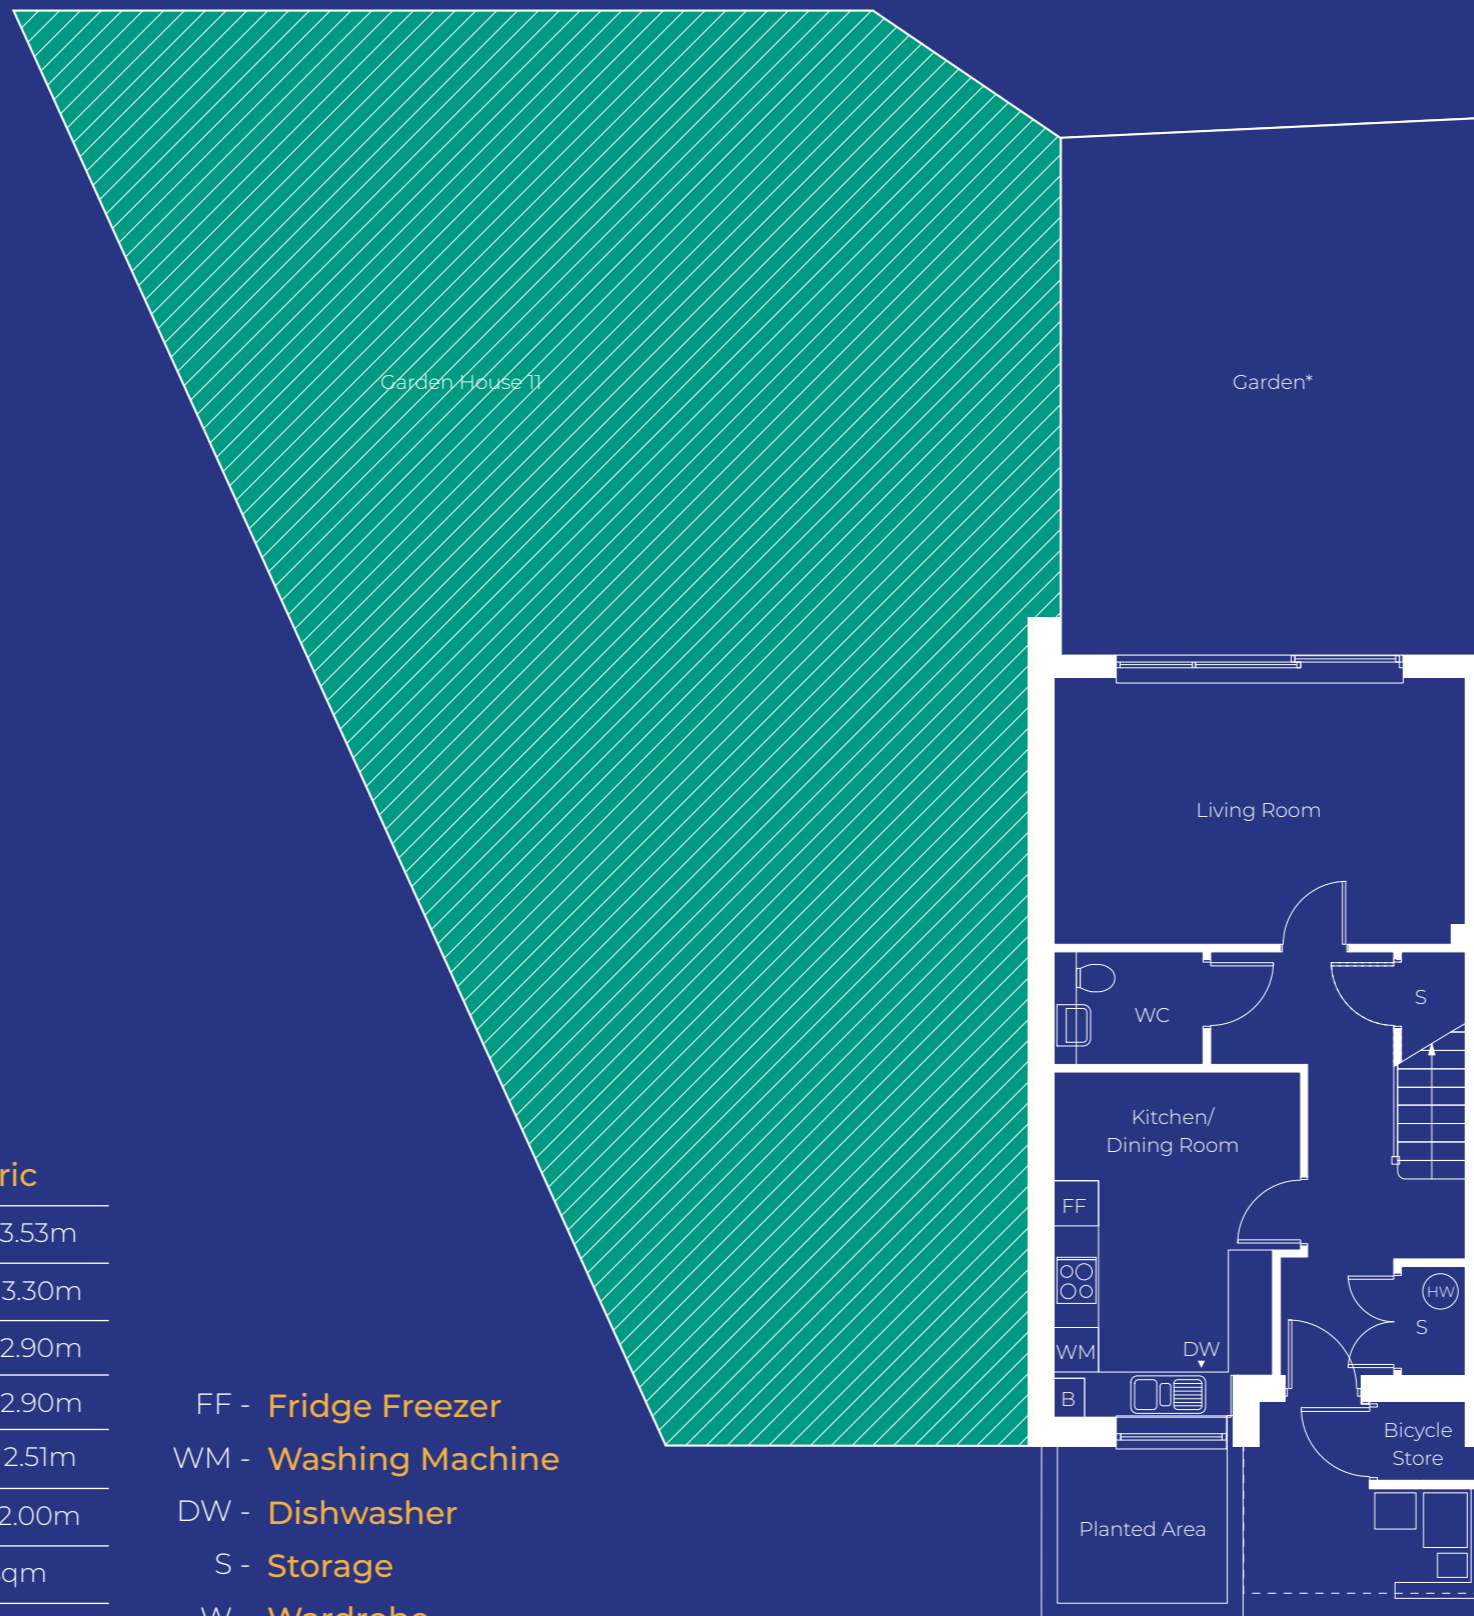 Garden House 11
Garden*
Living Room
WC
S
Kitchen/
Dining Room
FF
HW
S
WM
DW
B
Bicycle
Store
Planted Area
ric
3.53m
3.30m
2.90m
2.90m
2.51m
2.00m
qm
FF - Fridge Freezer
WM - Washing Machine
DW - Dishwasher
S - Storage
W - Wardrobe